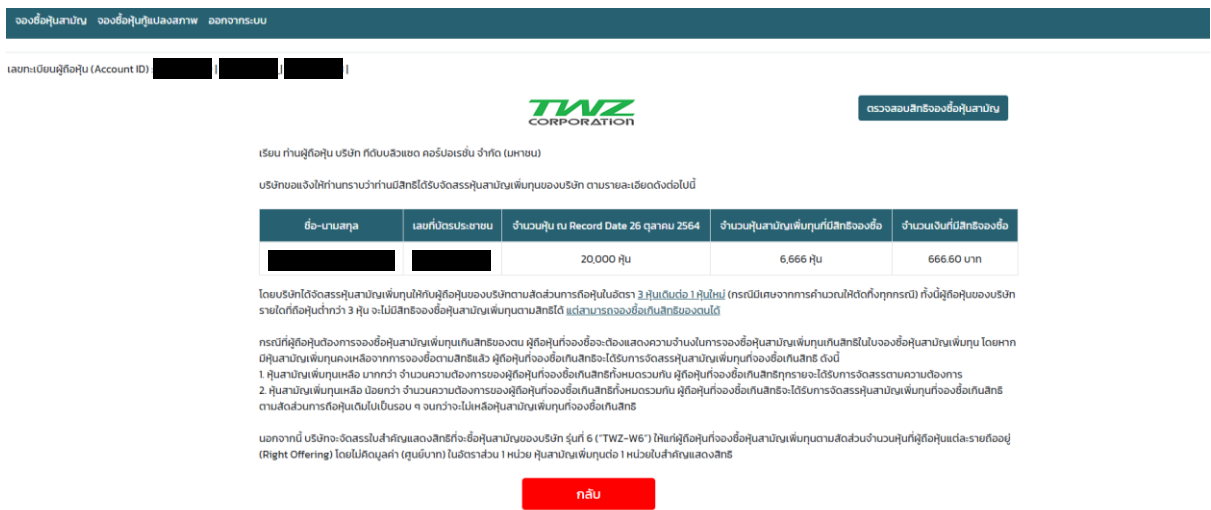 จองซื้อหุ้นสามัญ จองซื้อหุ้นกู้แปลงสภาพ ออกจากระบบ
เลขทะเบียนผู้ถือหุ้น (Account ID) : | | |
TWZ
CORPORATION
ตรวจสอบสิทธิจองซื้อหุ้นสามัญ
เรียน ท่านผู้ถือหุ้น บริษัท ทีดับบลิวแซด คอร์ปอเรชั่น จำกัด (มหาชน)
บริษัทขอแจ้งให้ท่านทราบว่าท่านมีสิทธิได้รับจัดสรรหุ้นสามัญเพิ่มทุนของบริษัท ตามรายละเอียดดังต่อไปนี้
ชื่อ-นามสกุล เลขที่บัตรประชาชน จำนวนหุ้น ณ Record Date 26 ตุลาคม 2564 จำนวนหุ้นสามัญเพิ่มทุนที่มีสิทธิจองซื้อ จำนวนเงินที่มีสิทธิจองซื้อ
20,000 หุ้น 6,666 หุ้น 666.60 บาท
โดยบริษัทได้จัดสรรหุ้นสามัญเพิ่มทุนให้กับผู้ถือหุ้นของบริษัทตามสัดส่วนการถือหุ้นในอัตรา 3 หุ้นเดิมต่อ 1 หุ้นใหม่ (กรณีมีเศษจากการคำนวณให้ตัดทิ้งทุกกรณี) ทั้งนี้ผู้ถือหุ้นของบริษัท
รายใดที่ถือหุ้นต่ำกว่า 3 หุ้น จะไม่มีสิทธิจองซื้อหุ้นสามัญเพิ่มทุนตามสิทธิได้ แต่สามารถจองซื้อเกินสิทธิของตนได้
กรณีที่ผู้ถือหุ้นต้องการจองซื้อหุ้นสามัญเพิ่มทุนเกินสิทธิของตน ผู้ถือหุ้นที่จองซื้อจะต้องแสดงความจำนงในการจองซื้อหุ้นสามัญเพิ่มทุนเกินสิทธิในใบจองซื้อหุ้นสามัญเพิ่มทุน โดยหาก
มีหุ้นสามัญเพิ่มทุนคงเหลือจากการจองซื้อตามสิทธิแล้ว ผู้ถือหุ้นที่จองซื้อเกินสิทธิจะได้รับการจัดสรรหุ้นสามัญเพิ่มทุนที่จองซื้อเกินสิทธิ ดังนี้
1. หุ้นสามัญเพิ่มทุนเหลือ มากกว่า จำนวนความต้องการของผู้ถือหุ้นที่จองซื้อเกินสิทธิทั้งหมดรวมกัน ผู้ถือหุ้นที่จองซื้อเกินสิทธิทุกรายจะได้รับการจัดสรรตามความต้องการ
2. หุ้นสามัญเพิ่มทุนเหลือ น้อยกว่า จำนวนความต้องการของผู้ถือหุ้นที่จองซื้อเกินสิทธิทั้งหมดรวมกัน ผู้ถือหุ้นที่จองซื้อเกินสิทธิจะได้รับการจัดสรรหุ้นสามัญเพิ่มทุนที่จองซื้อเกินสิทธิ
ตามสัดส่วนการถือหุ้นเดิมไปเป็นรอบ ๆ จนกว่าจะไม่เหลือหุ้นสามัญเพิ่มทุนที่จองซื้อเกินสิทธิ
นอกจากนี้ บริษัทจะจัดสรรใบสำคัญแสดงสิทธิที่จะซื้อหุ้นสามัญของบริษัท รุ่นที่ 6 ("TWZ-W6") ให้แก่ผู้ถือหุ้นที่จองซื้อหุ้นสามัญเพิ่มทุนตามสัดส่วนจำนวนหุ้นที่ผู้ถือหุ้นแต่ละรายถืออยู่
(Right Offering) โดยไม่คิดมูลค่า (ศูนย์บาท) ในอัตราส่วน 1 หน่วย หุ้นสามัญเพิ่มทุนต่อ 1 หน่วยใบสำคัญแสดงสิทธิ
กลับ